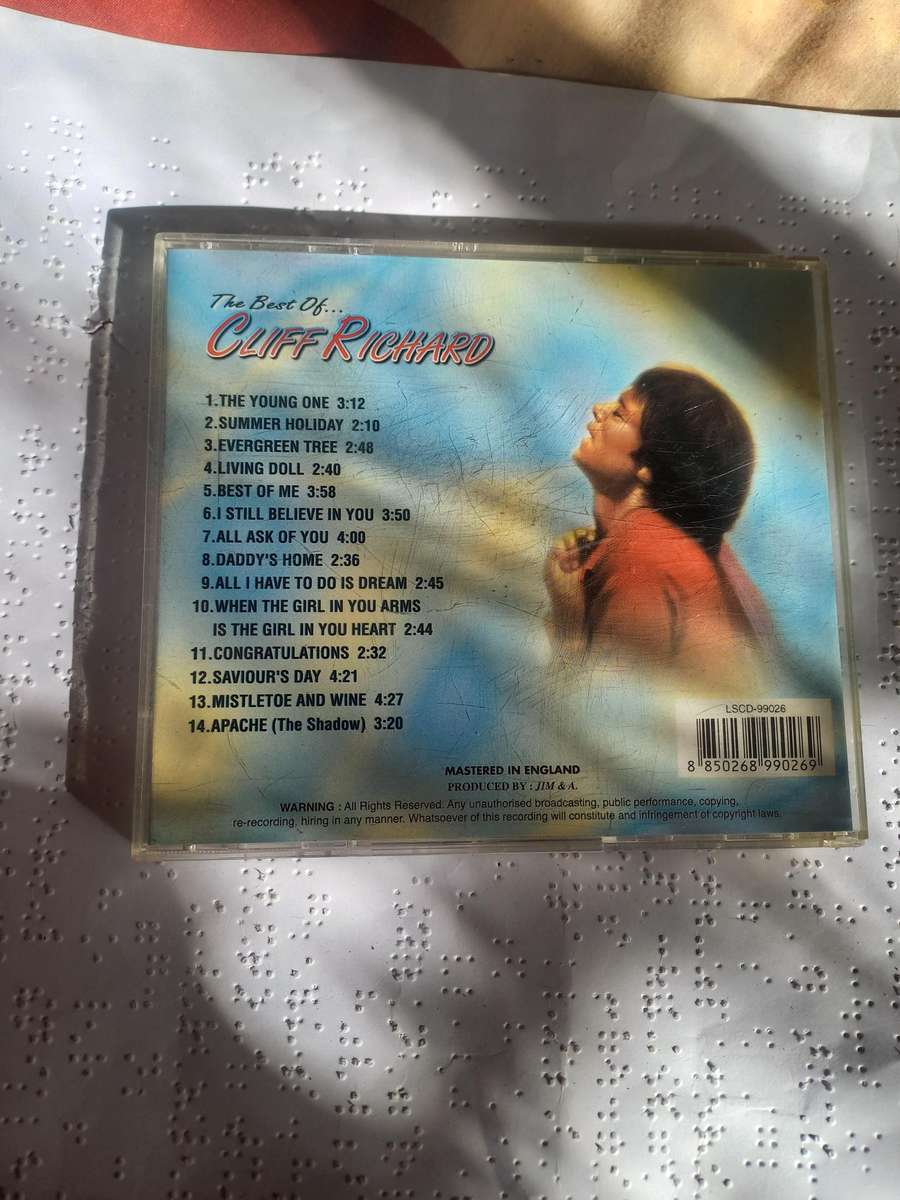 The Best Of...
CLIFF RICHARD
1.THE YOUNG ONE 3:12
2.SUMMER HOLIDAY 2:10
3.EVERGREEN TREE 2:48
4.LIVING DOLL 2:40
5.BEST OF ME 3:58
6.I STILL BELIEVE IN YOU 3:50
7.ALL ASK OF YOU 4:00
8.DADDY'S HOME 2:36
9.ALL I HAVE TO DO IS DREAM 2:45
10.WHEN THE GIRL IN YOU ARMS
IS THE GIRL IN YOU HEART 2:44
11.CONGRATULATIONS 2:32
12.SAVIOUR'S DAY 4:21
13.MISTLETOE AND WINE 4:27
14.APACHE (The Shadow) 3:20
LSCD-99026
8 850268 990269
MASTERED IN ENGLAND
PRODUCED BY : JIM & A.
WARNING : All Rights Reserved. Any unauthorised broadcasting, public performance, copying,
re-recording, hiring in any manner. Whatsoever of this recording will constitute and infringement of copyright laws.